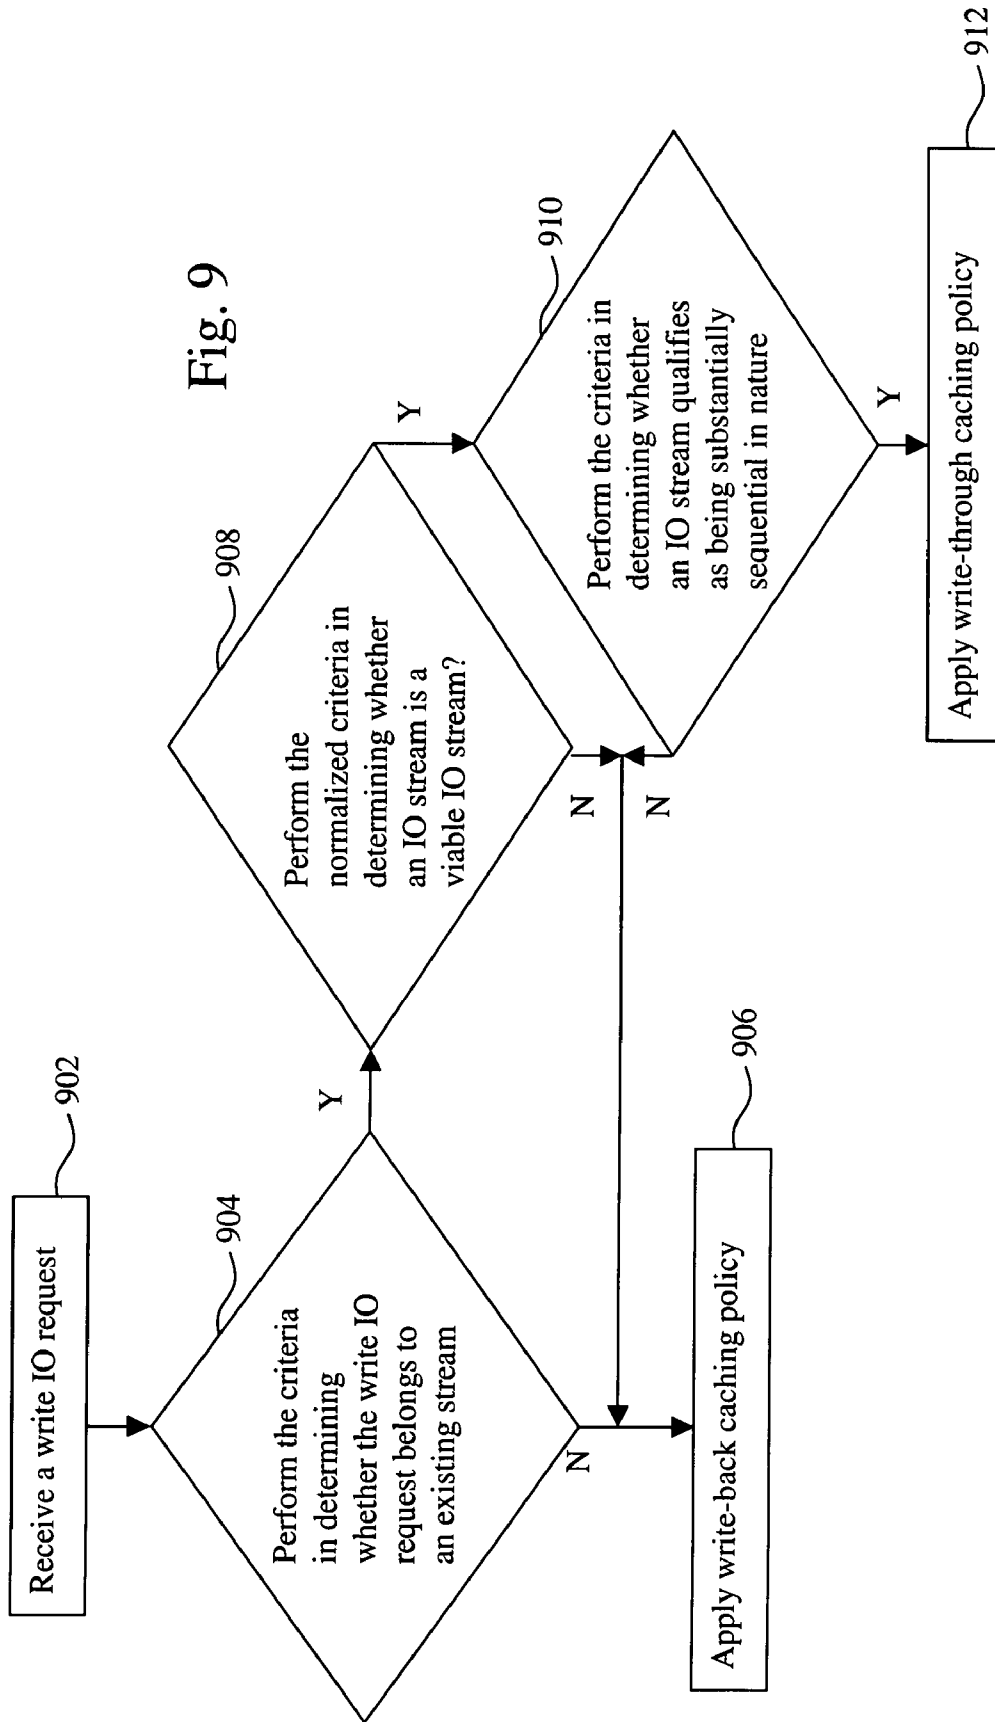 Fig. 9
Receive a write IO request
902
904
Perform the criteria
in determining
whether the write IO
request belongs to
an existing stream
Y
N
908
Perform the
normalized criteria in
determining whether
an IO stream is a
viable IO stream?
Y
N
910
Perform the criteria in
determining whether
an IO stream qualifies
as being substantially
sequential in nature
N
Y
906
Apply write-back caching policy
912
Apply write-through caching policy